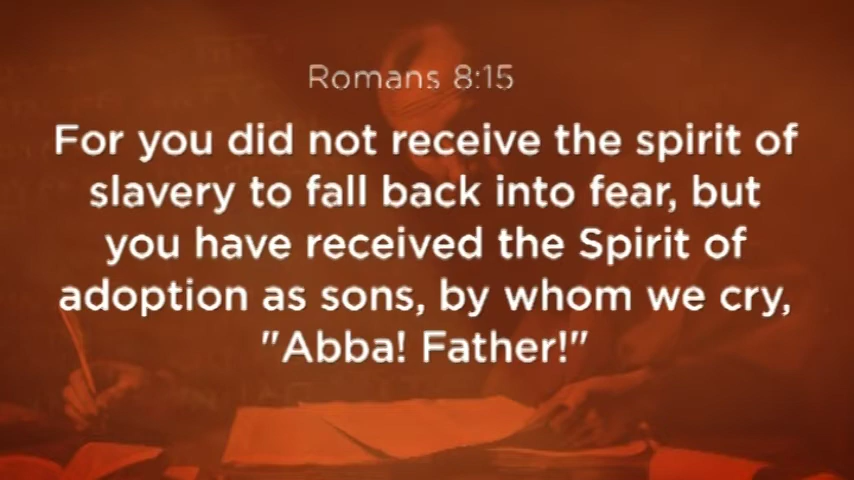 Romans 8:15
For you did not receive the spirit of
slavery to fall back into fear, but
you have received the Spirit of
adoption as sons, by whom we cry,
"Abba! Father!"